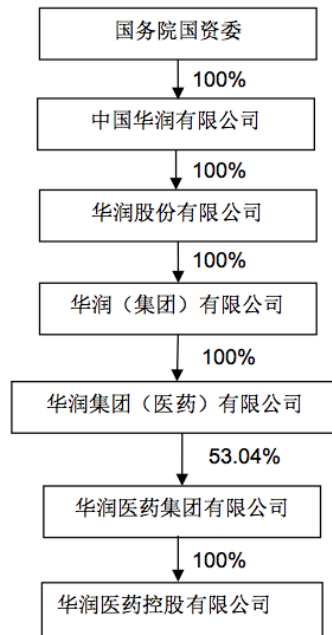 国务院国资委
100%
中国华润有限公司
100%
华润股份有限公司
100%
华润（集团）有限公司
100%
华润集团（医药）有限公司
53.04%
华润医药集团有限公司
100%
华润医药控股有限公司